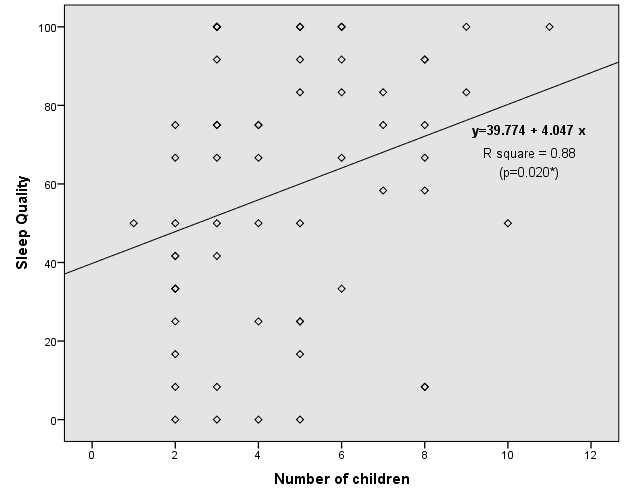 100
80
60
40
20
0
Sleep Quality
y=39.774 + 4.047 x
R square = 0.88
(p=0.020*)
0 2 4 6 8 10 12
Number of children